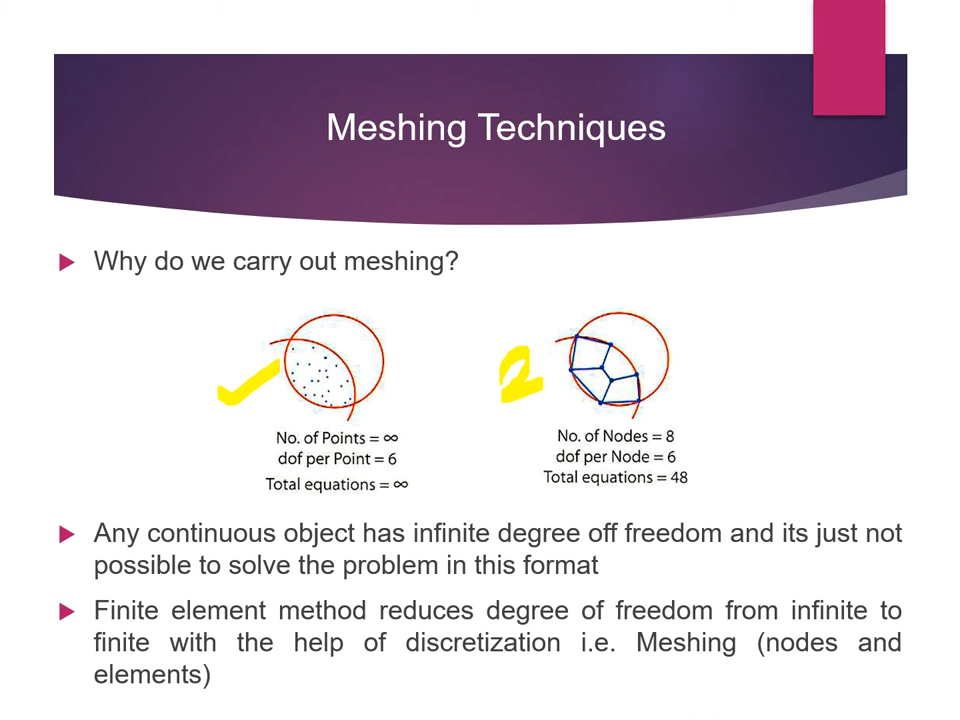 Meshing Techniques
Why do we carry out meshing?
2
No. of Points = ∞
dof per Point = 6
Total equations = ∞
No. of Nodes = 8
dof per Node = 6
Total equations = 48
Any continuous object has infinite degree off freedom and its just not
possible to solve the problem in this format
Finite element method reduces degree of freedom from infinite to
finite with the help of discretization i.e. Meshing (nodes and
elements)